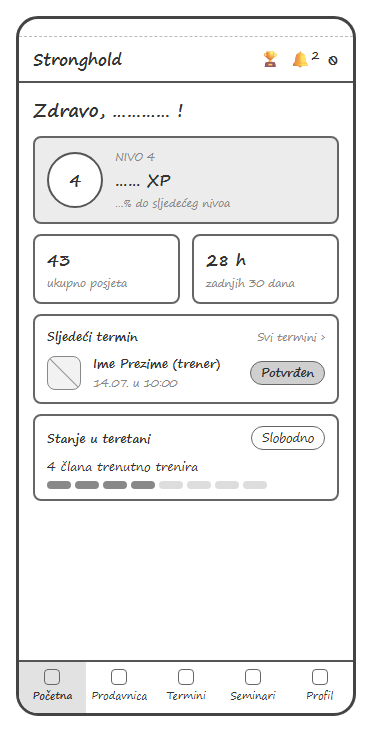 Stronghold 🏆 🔔 2 ⦰
Zdravo, ............ !
4
NIVO 4
...... XP
...% do sljedećeg nivoa
43
ukupno posjeta
28 h
zadnjih 30 dana
Sljedeći termin
Svi termini >
Ime Prezime (trener)
14.07. u 10:00
Potvrđen
Stanje u teretani
Slobodno
4 člana trenutno trenira
Početna
Prodavnica
Termini
Seminari
Profil